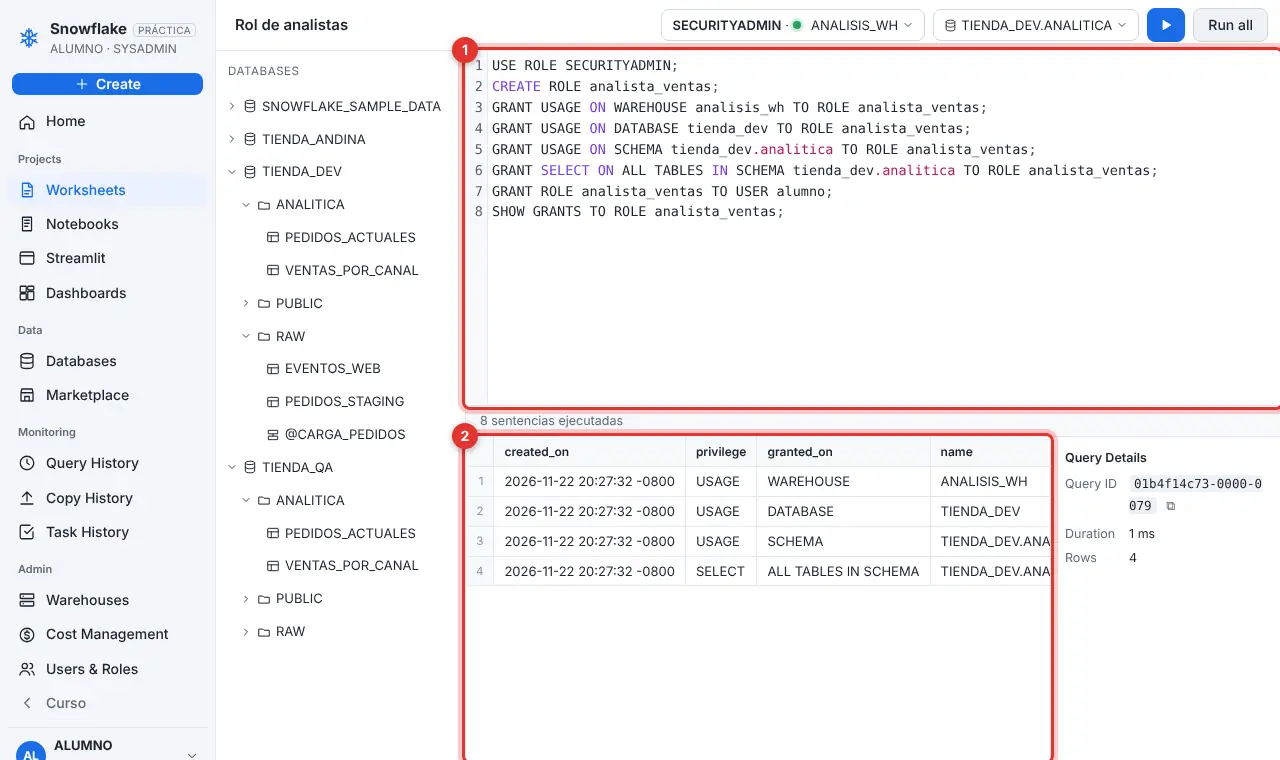 Snowflake PRÁCTICA
ALUMNO · SYSADMIN
+ Create
Home
Projects
Worksheets
Notebooks
Streamlit
Dashboards
Data
Databases
Marketplace
Monitoring
Query History
Copy History
Task History
Admin
Warehouses
Cost Management
Users & Roles
Curso
AL ALUMNO
Rol de analistas
SECURITYADMIN · ANALISIS_WH
TIENDA_DEV.ANALITICA
Run all
DATABASES
SNOWFLAKE_SAMPLE_DATA
TIENDA_ANDINA
TIENDA_DEV
ANALITICA
PEDIDOS_ACTUALES
VENTAS_POR_CANAL
PUBLIC
RAW
EVENTOS_WEB
PEDIDOS_STAGING
@CARGA_PEDIDOS
TIENDA_QA
ANALITICA
PEDIDOS_ACTUALES
VENTAS_POR_CANAL
PUBLIC
RAW
1
1 USE ROLE SECURITYADMIN;
2 CREATE ROLE analista_ventas;
3 GRANT USAGE ON WAREHOUSE analisis_wh TO ROLE analista_ventas;
4 GRANT USAGE ON DATABASE tienda_dev TO ROLE analista_ventas;
5 GRANT USAGE ON SCHEMA tienda_dev.analitica TO ROLE analista_ventas;
6 GRANT SELECT ON ALL TABLES IN SCHEMA tienda_dev.analitica TO ROLE analista_ventas;
7 GRANT ROLE analista_ventas TO USER alumno;
8 SHOW GRANTS TO ROLE analista_ventas;
8 sentencias ejecutadas
2
created_on privilege granted_on name
1 2026-11-22 20:27:32 -0800 USAGE WAREHOUSE ANALISIS_WH
2 2026-11-22 20:27:32 -0800 USAGE DATABASE TIENDA_DEV
3 2026-11-22 20:27:32 -0800 USAGE SCHEMA TIENDA_DEV.ANA
4 2026-11-22 20:27:32 -0800 SELECT ALL TABLES IN SCHEMA TIENDA_DEV.ANA
Query Details
Query ID 01b4f14c73-0000-0
079
Duration 1 ms
Rows 4